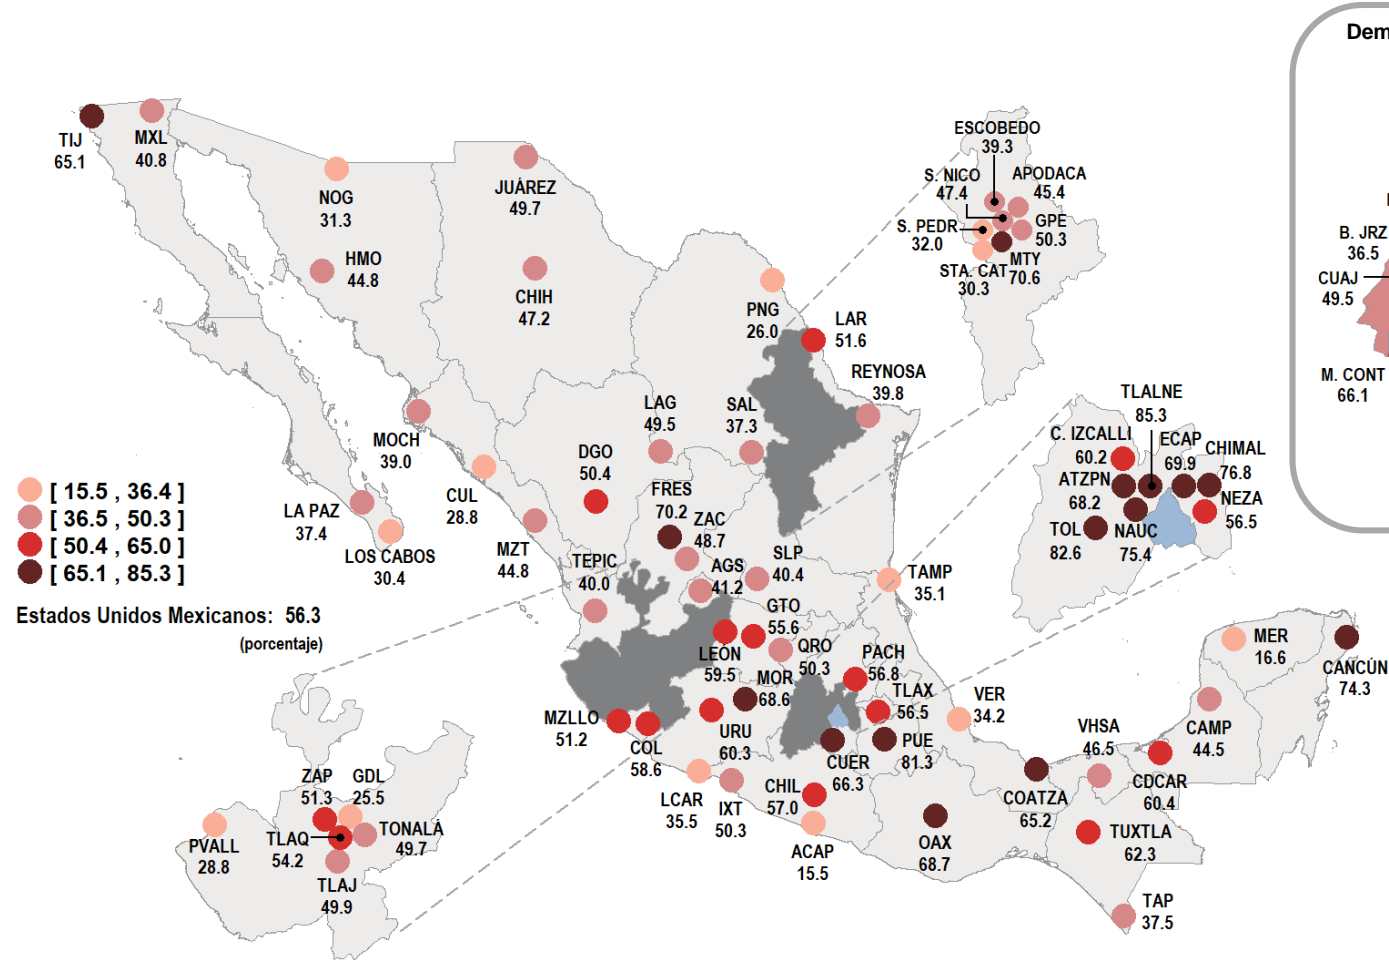 Dem
ESCOBEDO
39.3
S. NICO
47.4
APODACA
45.4
GPE
50.3
S. PEDR
32.0
MTY
70.6
STA. CAT
30.3
TIJ
65.1
MXL
40.8
NOG
31.3
JUÁREZ
49.7
HMO
44.8
CHIH
47.2
B. JRZ
36.5
CUAJ
49.5
M. CONT
66.1
PNG
26.0
LAR
51.6
REYNOSA
39.8
LAG
49.5
SAL
37.3
MOCH
39.0
DGO
50.4
CUL
28.8
FRES
70.2
ZAC
48.7
TLALNE
85.3
C. IZCALLI
60.2
ECAP
69.9
CHIMAL
76.8
ATZPN
68.2
NEZA
56.5
TOL
82.6
NAUC
75.4
[ 15.5 , 36.4 ]
[ 36.5 , 50.3 ]
[ 50.4 , 65.0 ]
[ 65.1 , 85.3 ]
Estados Unidos Mexicanos: 56.3
(porcentaje)
LA PAZ
37.4
LOS CABOS
30.4
MZT
44.8
TEPIC
40.0
AGS
41.2
SLP
40.4
TAMP
35.1
GTO
55.6
LEÓN
59.5
QRO
50.3
PACH
56.8
MOR
68.6
TLAX
56.5
VER
34.2
MER
16.6
CANCÚN
74.3
MZLLO
51.2
COL
58.6
URU
60.3
CUER
66.3
PUE
81.3
VHSA
46.5
CAMP
44.5
CDCAR
60.4
COATZA
65.2
LCAR
35.5
IXT
50.3
CHIL
57.0
ACAP
15.5
OAX
68.7
TUXTLA
62.3
TAP
37.5
ZAP
51.3
GDL
25.5
PVALL
28.8
TLAQ
54.2
TONALÁ
49.7
TLAJ
49.9